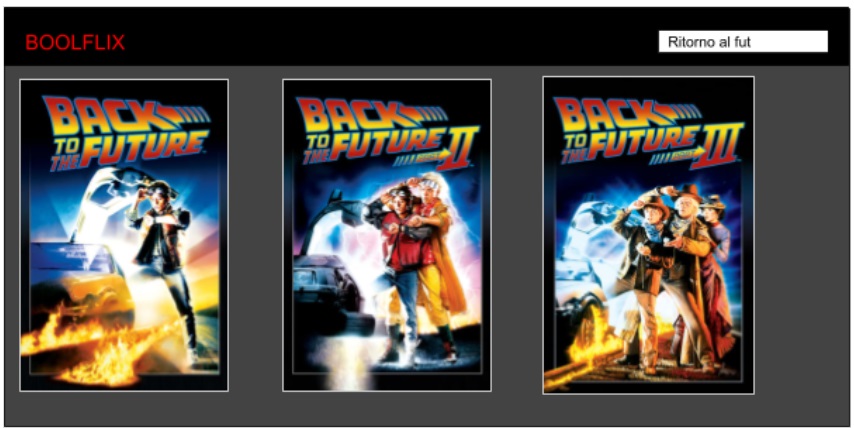 BOOLFLIX
Ritorno al fut
BACK
TO
THE FUTURE
BACK
TO
THE FUTURE II
BACK
TO
THE FUTURE III